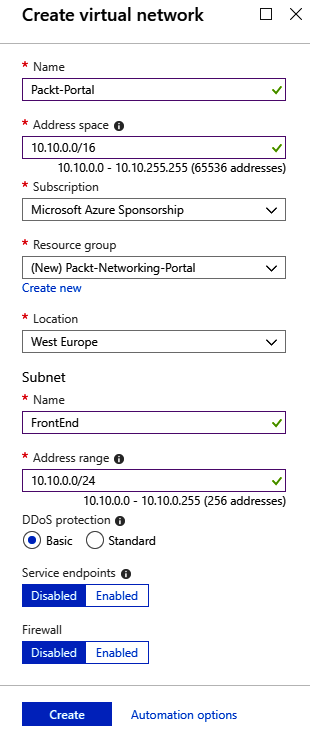 Create virtual network
* Name
Packt-Portal
* Address space
10.10.0.0/16
10.10.0.0 - 10.10.255.255 (65536 addresses)
* Subscription
Microsoft Azure Sponsorship
* Resource group
(New) Packt-Networking-Portal
Create new
* Location
West Europe
Subnet
* Name
FrontEnd
* Address range
10.10.0.0/24
10.10.0.0 - 10.10.0.255 (256 addresses)
DDoS protection
Basic Standard
Service endpoints
Disabled Enabled
Firewall
Disabled Enabled
Create Automation options